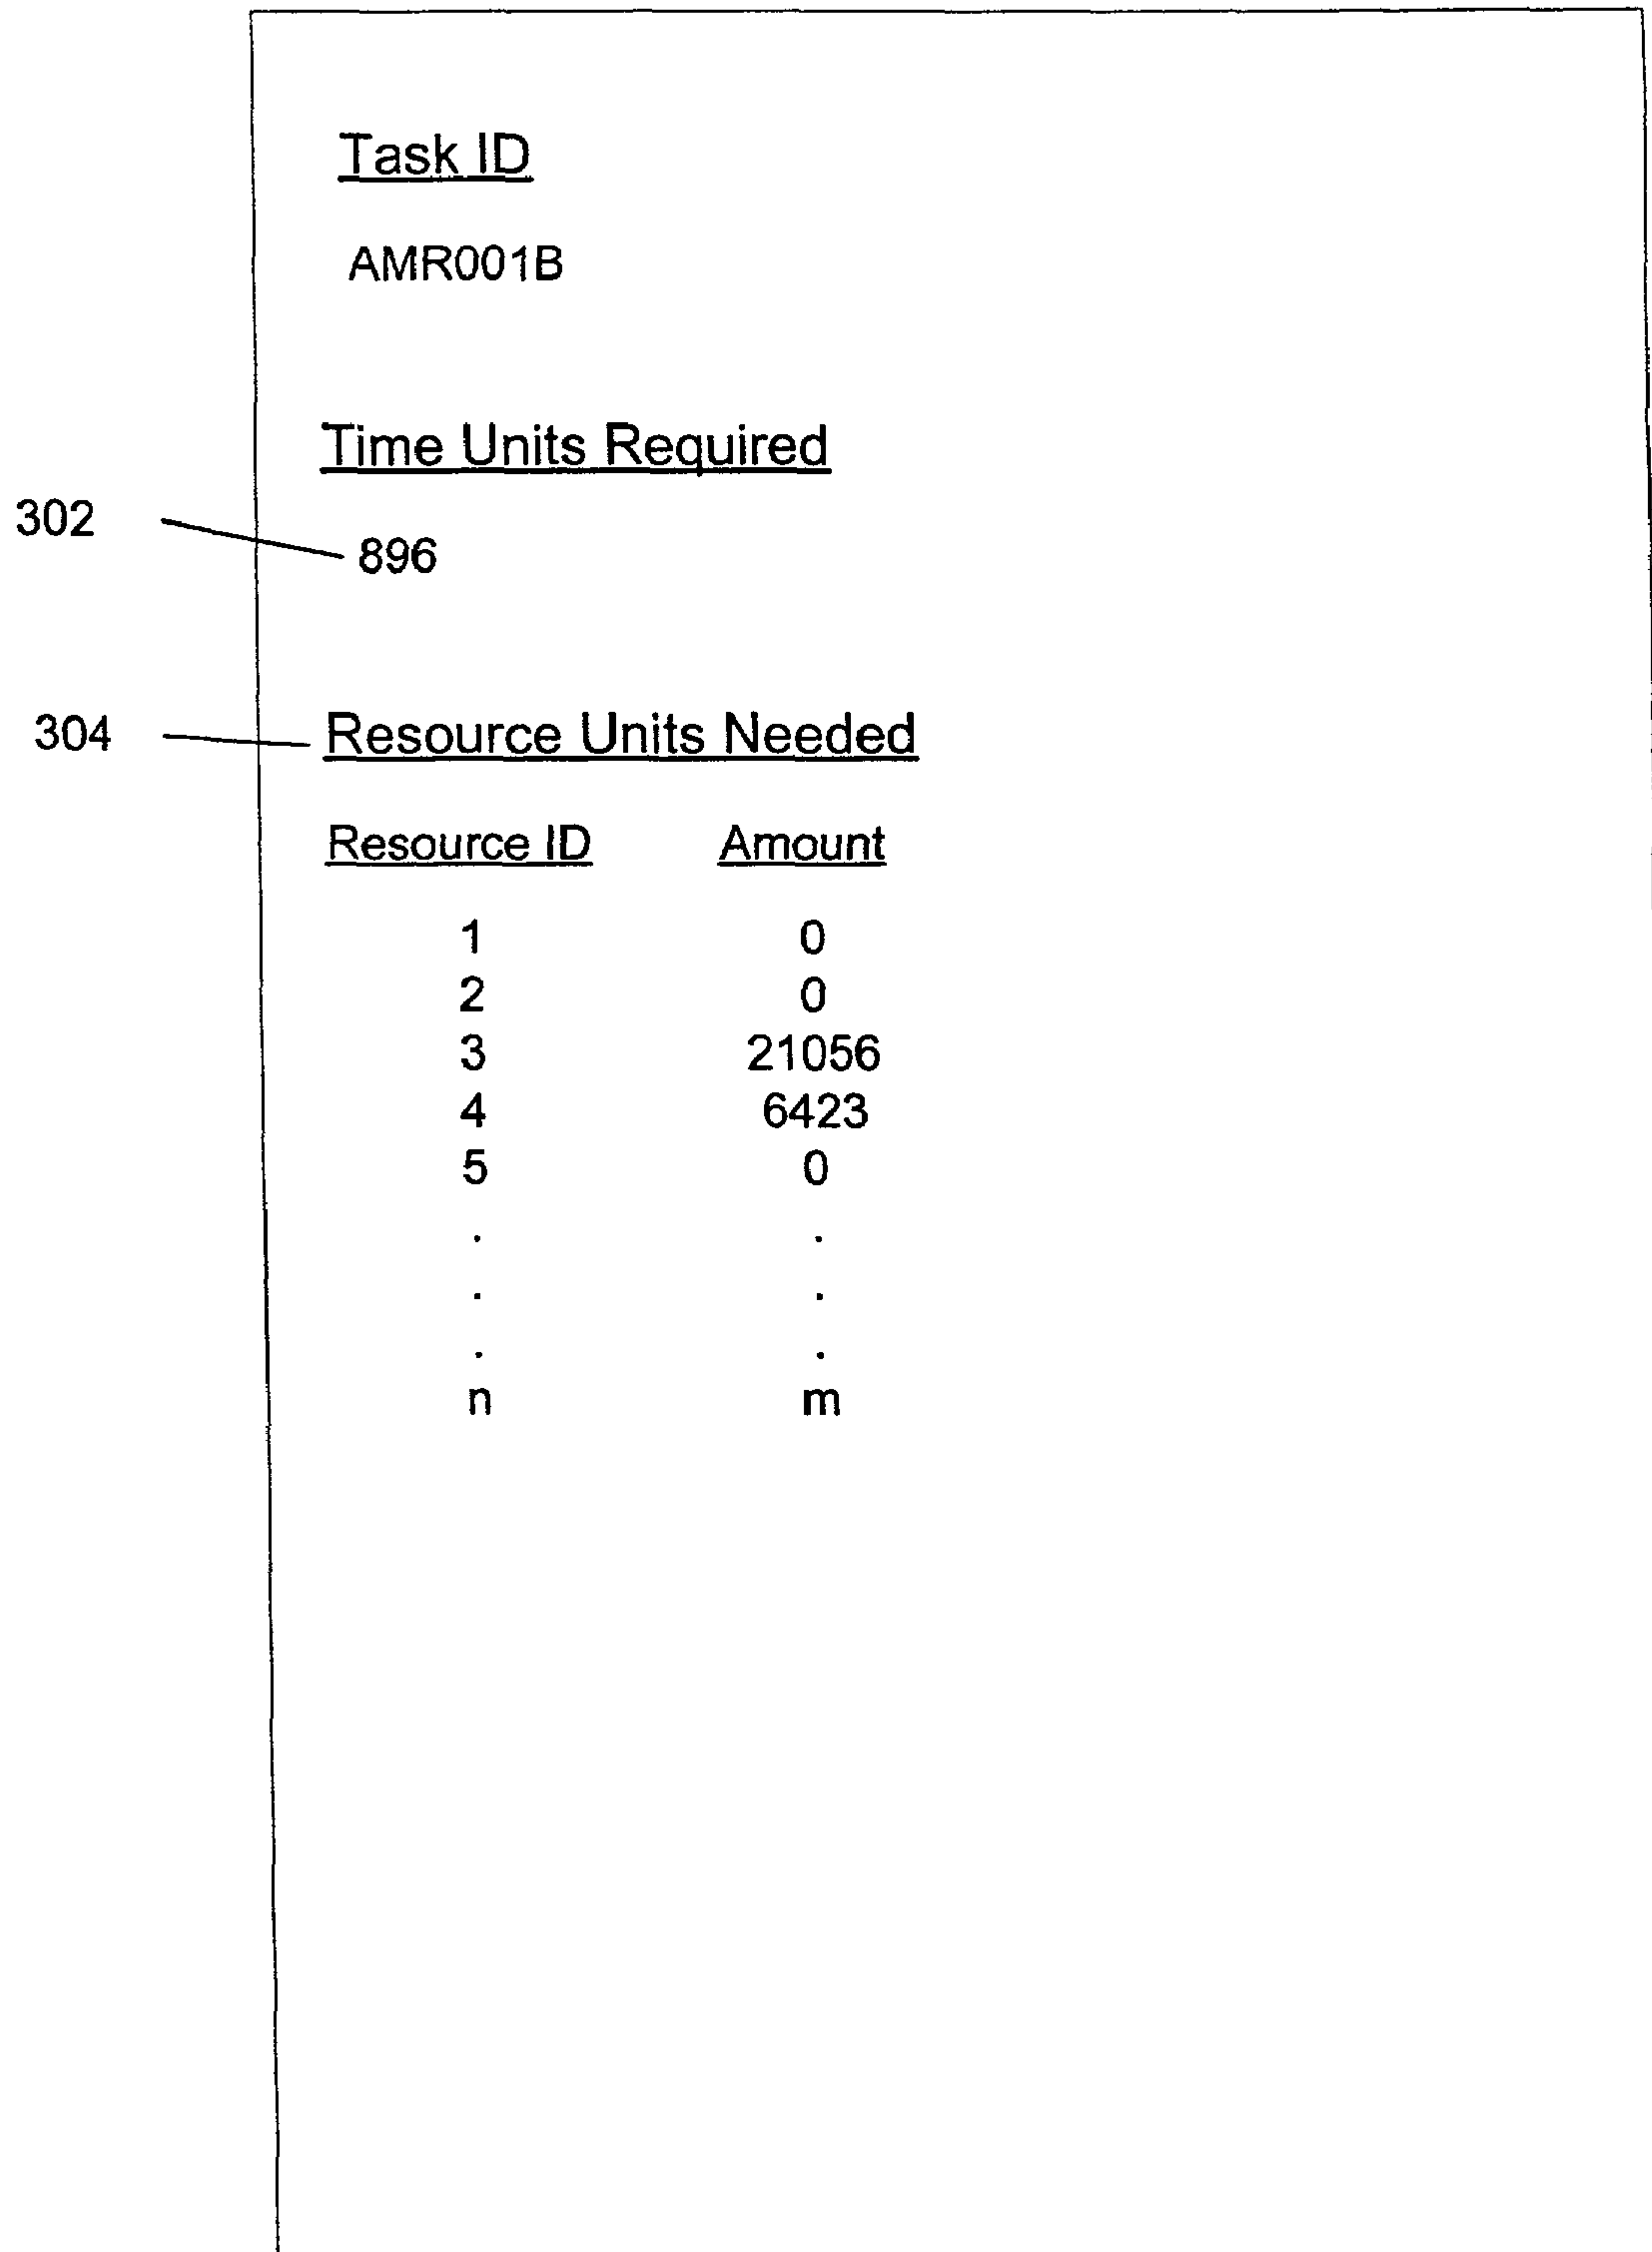 Task ID
AMR001B
Time Units Required
302
896
304
Resource Units Needed
Resource ID Amount
1 0
2 0
3 21056
4 6423
5 0
. .
. .
. .
n m